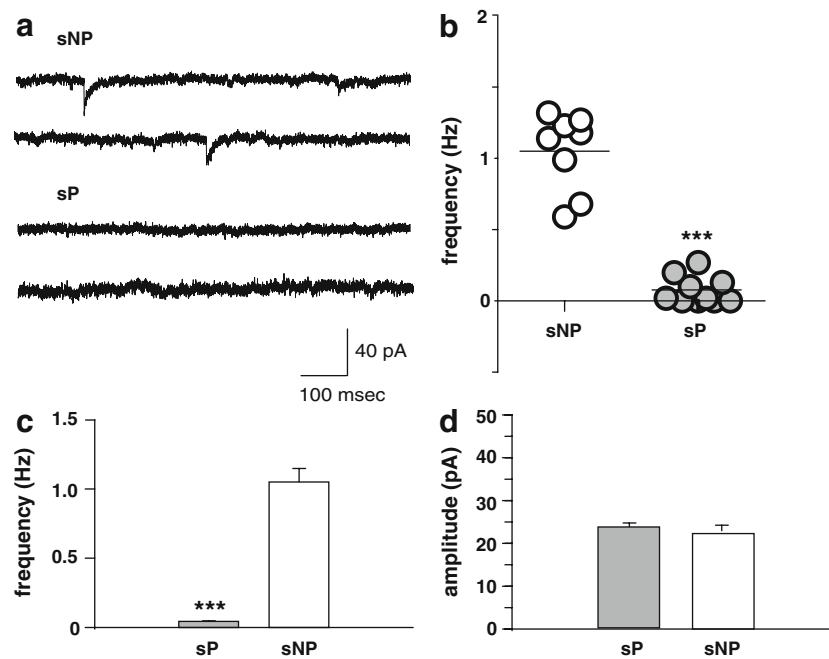 a
sNP
sP
40 pA
100 msec
b
frequency (Hz)
2
1
0
***
sNP
sP
c
frequency (Hz)
1.5
1.0
0.5
0
***
sP
sNP
d
amplitude (pA)
50
40
30
20
10
0
sP
sNP